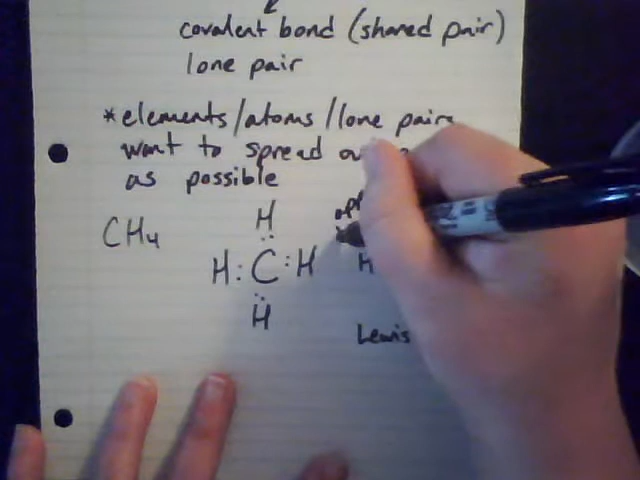 covalent bond (shared pair)
lone pair
*elements/atoms/lone pairs
want to spread
as possible
H
CH4
H:C:H
H
H
Lewis